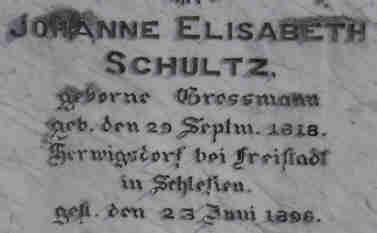 JOHANNE ELISABETH
SCHULTZ,
geborne Grossmann
geb. den 29 Septm. 1818.
Herwigsdorf bei Freistadt
in Schlesien.
gest. den 23 Juni 1896.